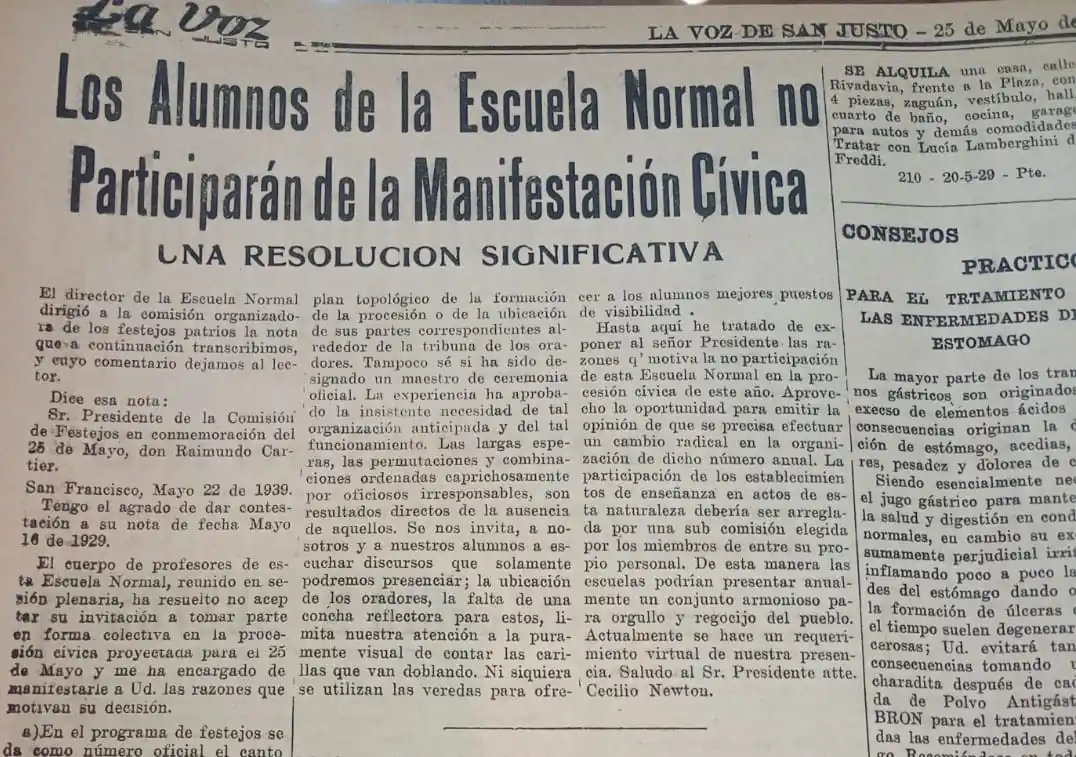 La Voz
SAN JUSTO
LA VOZ DE SAN JUSTO - 25 de Mayo de
Los Alumnos de la Escuela Normal no
Participarán de la Manifestación Cívica
UNA RESOLUCION SIGNIFICATIVA
El director de la Escuela Normal
dirigió a la comisión organizado-
ra de los festejos patrios la nota
que a continuación transcribimos,
y cuyo comentario dejamos al lec-
tor.
Dice esa nota:
Sr. Presidente de la Comisión
de Festejos en conmemoración del
25 de Mayo, don Raimundo Car-
tier.
San Francisco, Mayo 22 de 1939.
Tengo el agrado de dar contes-
tación a su nota de fecha Mayo
16 de 1929.
El cuerpo de profesores de es-
ta Escuela Normal, reunido en se-
sión plenaria, ha resuelto no acep
tar su invitación a tomar parte
en forma colectiva en la proce-
sión cívica proyectada para el 25
de Mayo y me ha encargado de
manifestarle a Ud. las razones que
motivan su decisión.
a)En el programa de festejos se
da como número oficial el canto
plan topológico de la formación
de la procesión o de la ubicación
de sus partes correspondientes al-
rededor de la tribuna de los ora-
dores. Tampoco sé si ha sido de-
signado un maestro de ceremonia
oficial. La experiencia ha aproba-
do la insistente necesidad de tal
organización anticipada y del tal
funcionamiento. Las largas espe-
ras, las permutaciones y combina-
ciones ordenadas caprichosamente
por oficiosos irresponsables, son
resultados directos de la ausencia
de aquellos. Se nos invita, a no-
sotros y a nuestros alumnos a es-
cuchar discursos que solamente
podremos presenciar; la ubicación
de los oradores, la falta de una
concha reflectora para estos, li-
mita nuestra atención a la pura-
mente visual de contar las cari-
llas que van doblando. Ni siquiera
se utilizan las veredas para ofre-
cer a los alumnos mejores puestos
de visibilidad .
Hasta aquí he tratado de ex-
poner al señor Presidente las ra-
zones q' motiva la no participación
de esta Escuela Normal en la pro-
cesión cívica de este año. Aprove-
cho la oportunidad para emitir la
opinión de que se precisa efectuar
un cambio radical en la organi-
zación de dicho número anual. La
participación de los establecimien
tos de enseñanza en actos de es-
ta naturaleza debería ser arregla-
da por una sub comisión elegida
por los miembros de entre su pro-
pio personal. De esta manera las
escuelas podrían presentar anual-
mente un conjunto armonioso pa-
ra orgullo y regocijo del pueblo.
Actualmente se hace un requeri-
miento virtual de nuestra presen-
cia. Saludo al Sr. Presidente atte.
Cecilio Newton.
SE ALQUILA una casa, calle
Rivadavia, frente a la Plaza, con
4 piezas, zaguán, vestíbulo, hall,
cuarto de baño, cocina, garage
para autos y demás comodidades
Tratar con Lucía Lamberghini d
Freddi.
210 - 20-5-29 - Pte.
CONSEJOS
PRACTICO
PARA EL TRTAMIENTO
LAS ENFERMEDADES DE
ESTOMAGO
La mayor parte de los tran
nos gástricos son originados
execso de elementos ácidos
consecuencias originan la
ción de estómago, acedias,
res, pesadez y dolores de c
Siendo esencialmente nec
el jugo gástrico para mante
la salud y digestión en cond
normales, en cambio su ex
sumamente perjudicial irrit
inflamando poco a poco la
des del estómago dando o
la formación de úlceras
el tiempo suelen degenerar
cerosas; Ud. evitará tan
consecuencias tomando u
charadita después de cad
da de Polvo Antigást
BRON para el tratamien
das las enfermedades del
go. Recomiéndase en tod